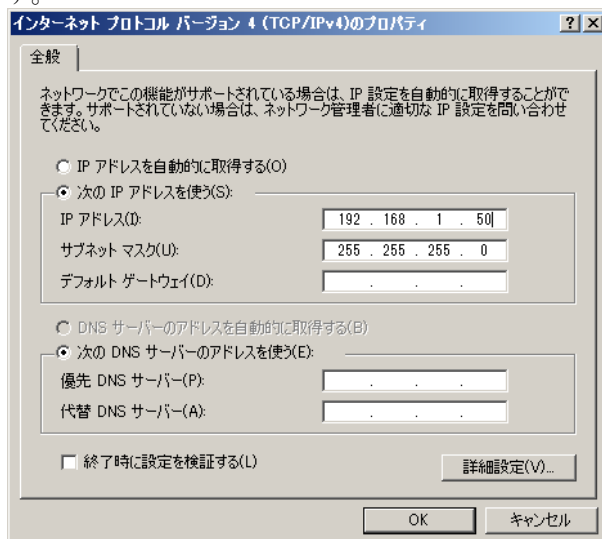 す。
インターネット プロトコル バージョン 4 (TCP/IPv4)のプロパティ
全般
ネットワークでこの機能がサポートされている場合は、IP 設定を自動的に取得することがで
きます。サポートされていない場合は、ネットワーク管理者に適切な IP 設定を問い合わせ
てください。
IP アドレスを自動的に取得する(O)
次の IP アドレスを使う(S):
IP アドレス(I): 192 . 168 . 1 . 50
サブネット マスク(U): 255 . 255 . 255 . 0
デフォルト ゲートウェイ(D): . . .
DNS サーバーのアドレスを自動的に取得する(B)
次の DNS サーバーのアドレスを使う(E):
優先 DNS サーバー(P): . . .
代替 DNS サーバー(A): . . .
終了時に設定を検証する(L)
詳細設定(V)...
OK キャンセル